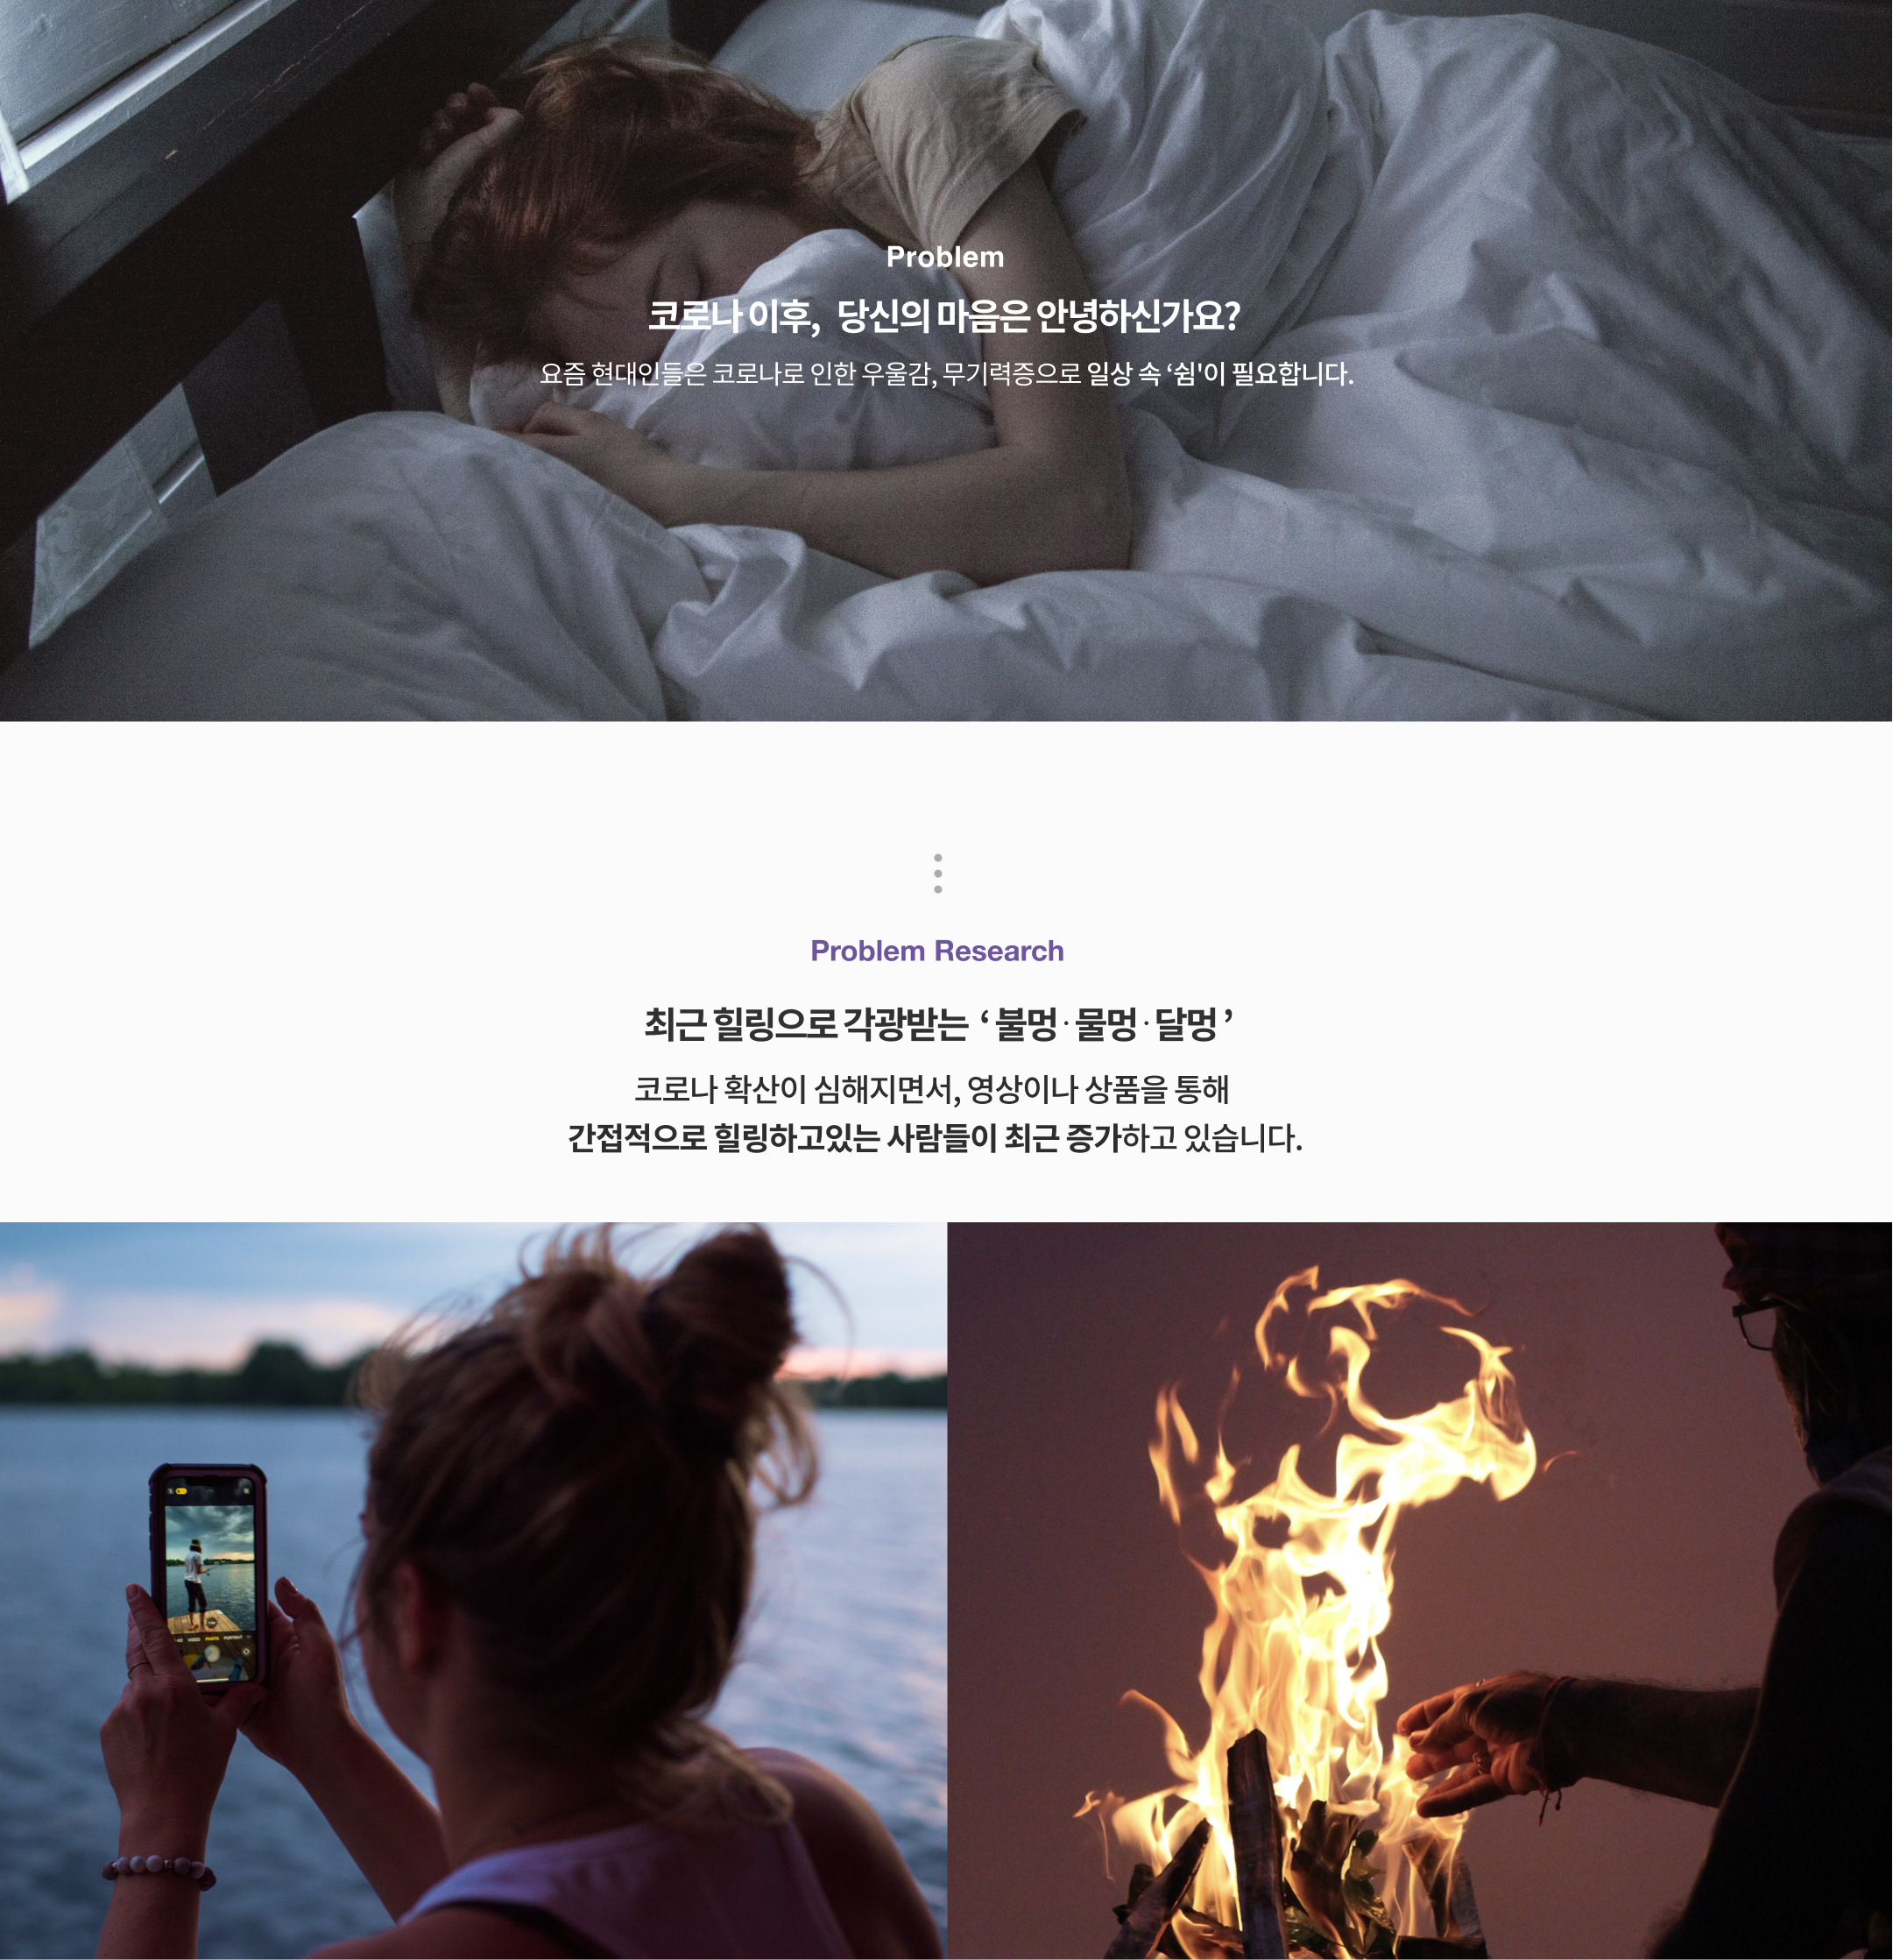 Problem
코로나 이후, 당신의 마음은 안녕하신가요?
요즘 현대인들은 코로나로 인한 우울감, 무기력증으로 일상 속 ‘쉼'이 필요합니다.
Problem Research
최근 힐링으로 각광받는 ‘ 불멍 · 물멍 · 달멍 ’
코로나 확산이 심해지면서, 영상이나 상품을 통해
간접적으로 힐링하고있는 사람들이 최근 증가하고 있습니다.
VIDEO PHOTO PORTRAIT